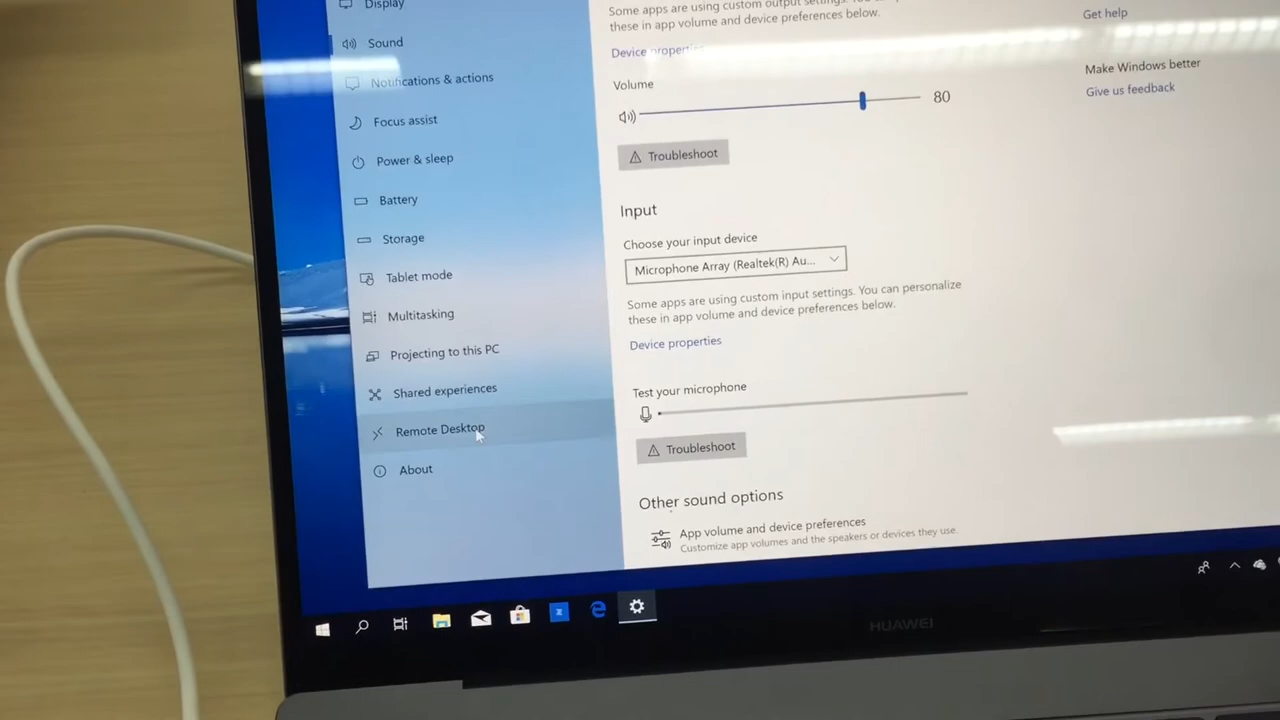 Display
Sound
Notifications & actions
Focus assist
Power & sleep
Battery
Storage
Tablet mode
Multitasking
Projecting to this PC
Shared experiences
Remote Desktop
About
Some apps are using custom output settings. You can
these in app volume and device preferences below.
Device properties
Volume
80
Troubleshoot
Input
Choose your input device
Microphone Array (Realtek(R) Au...
Some apps are using custom input settings. You can personalize
these in app volume and device preferences below.
Device properties
Test your microphone
Troubleshoot
Other sound options
App volume and device preferences
Customize app volumes and the speakers or devices they use.
Get help
Make Windows better
Give us feedback
HUAWEI